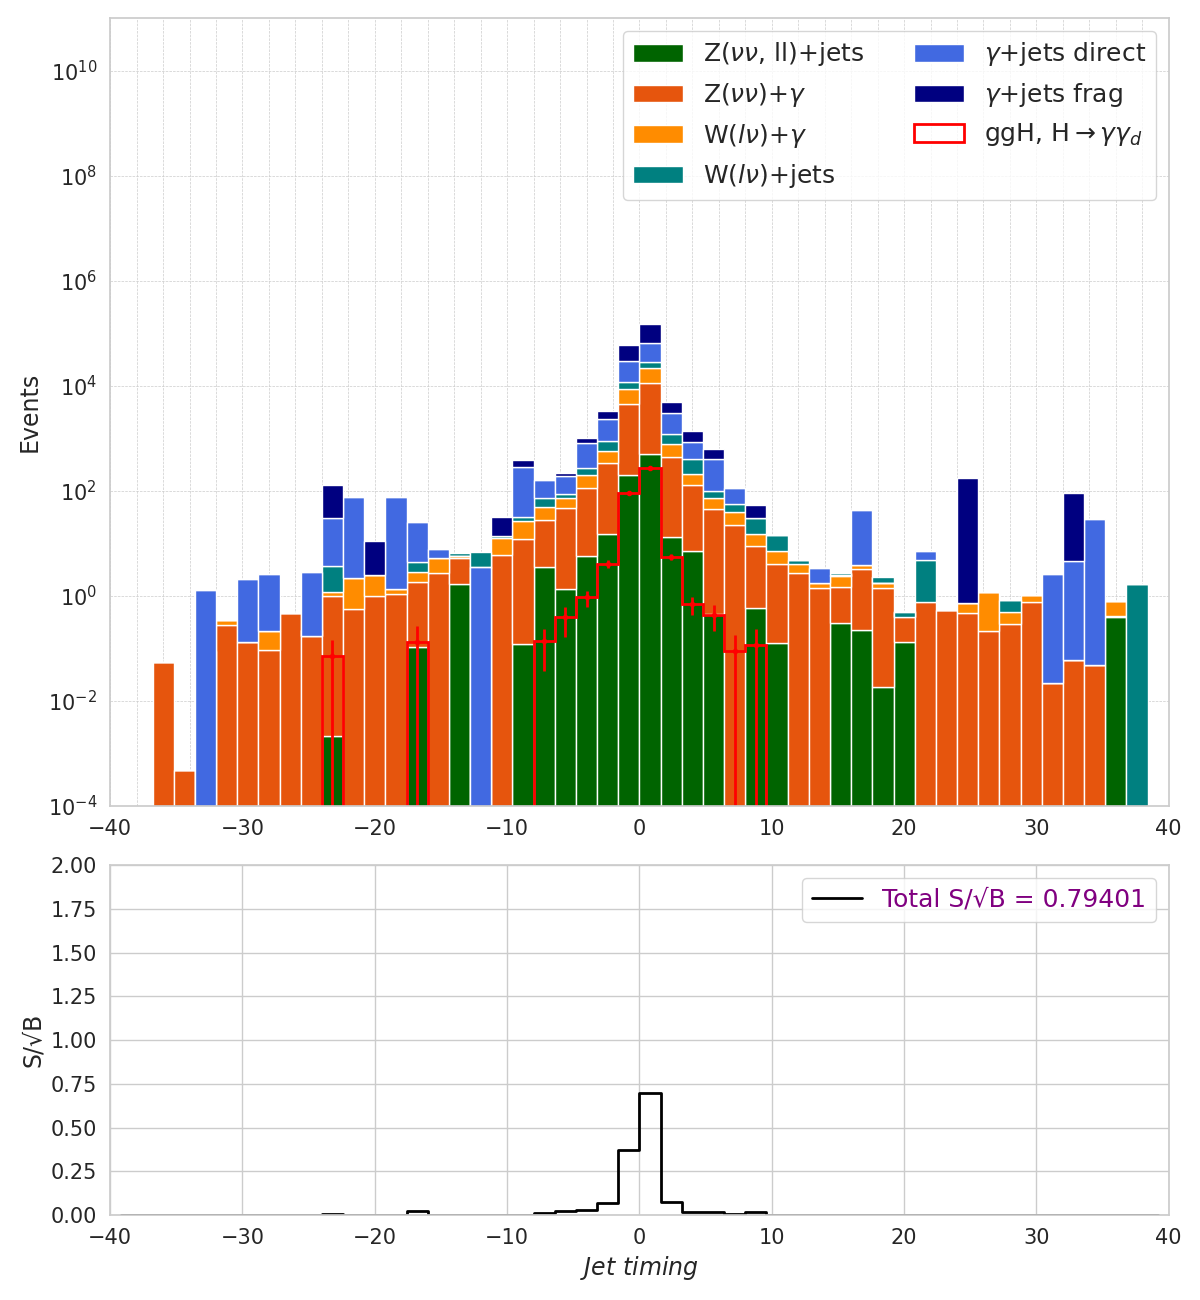 Z(νν, ll)+jets
Z(νν)+γ
W(lν)+γ
W(lν)+jets
γ+jets direct
γ+jets frag
ggH, H→γγ_d
Events
10^10
10^8
10^6
10^4
10^2
10^0
10^−2
10^−4
−40 −30 −20 −10 0 10 20 30 40
Total S/√B = 0.79401
S/√B
2.00
1.75
1.50
1.25
1.00
0.75
0.50
0.25
0.00
−40 −30 −20 −10 0 10 20 30 40
Jet timing